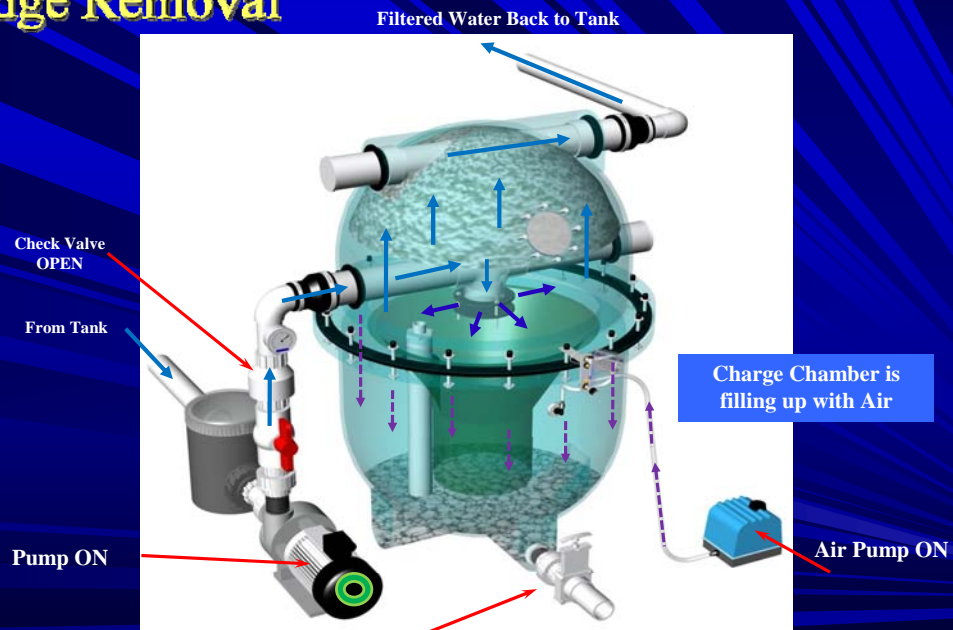 Removal
Filtered Water Back to Tank
Check Valve
OPEN
From Tank
Charge Chamber is
filling up with Air
Pump ON
Air Pump ON